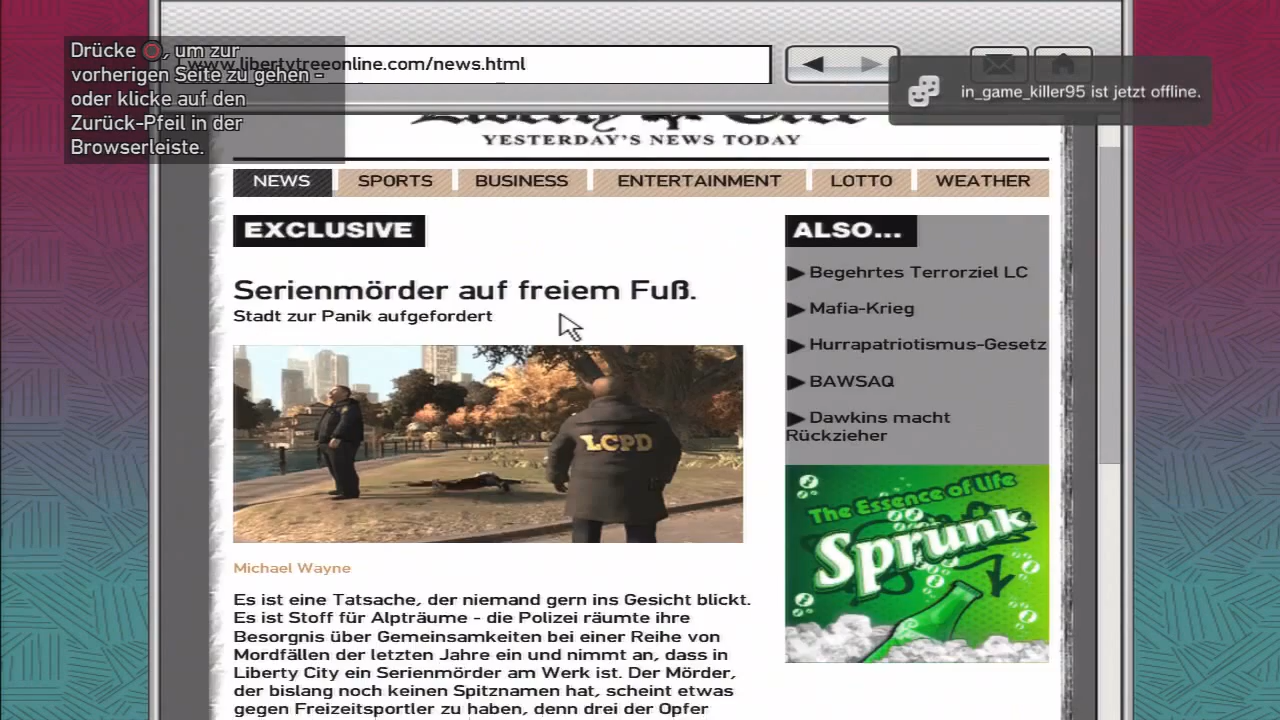 Drücke , um zur
vorherigen Seite zu gehen -
oder klicke auf den
Zurück-Pfeil in der
Browserleiste.
www.libertytreeonline.com/news.html
in_game_killer95 ist jetzt offline.
Liberty Tree
YESTERDAY'S NEWS TODAY
NEWS SPORTS BUSINESS ENTERTAINMENT LOTTO WEATHER
EXCLUSIVE
Serienmörder auf freiem Fuß.
Stadt zur Panik aufgefordert
LCPD
Michael Wayne
Es ist eine Tatsache, der niemand gern ins Gesicht blickt.
Es ist Stoff für Alpträume - die Polizei räumte ihre
Besorgnis über Gemeinsamkeiten bei einer Reihe von
Mordfällen der letzten Jahre ein und nimmt an, dass in
Liberty City ein Serienmörder am Werk ist. Der Mörder,
der bislang noch keinen Spitznamen hat, scheint etwas
gegen Freizeitsportler zu haben, denn drei der Opfer
ALSO...
Begehrtes Terrorziel LC
Mafia-Krieg
Hurrapatriotismus-Gesetz
BAWSAQ
Dawkins macht
Rückzieher
The Essence of Life
Sprunk